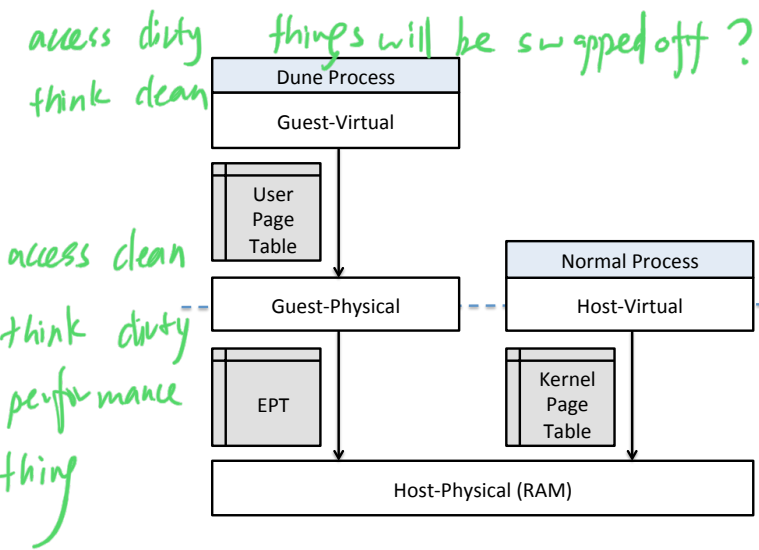 access dirty things will be swapped off ?
think clean
Dune Process
Guest-Virtual
User
Page
Table
access clean
Normal Process
Guest-Physical
Host-Virtual
think dirty
performance
thing
EPT
Kernel
Page
Table
Host-Physical (RAM)